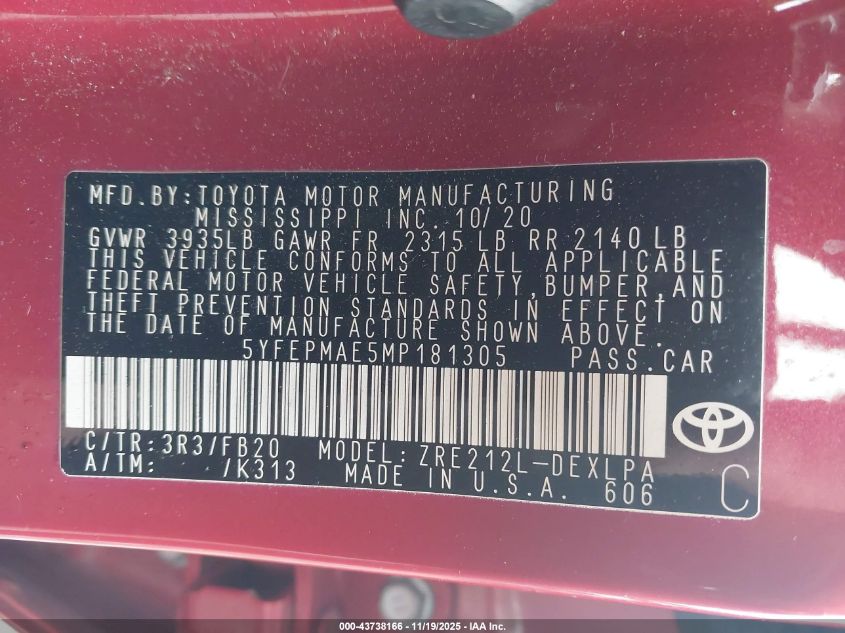 MFD.BY:TOYOTA MOTOR MANUFACTURING
MISSISSIPPI INC. 10/20
GVWR 3935LB GAWR FR 2315 LB RR 2140 LB
THIS VEHICLE CONFORMS TO ALL APPLICABLE
FEDERAL MOTOR VEHICLE SAFETY, BUMPER,AND
THEFT PREVENTION STANDARDS IN EFFECT ON
THE DATE OF MANUFACTURE SHOWN ABOVE.
5YFEPMAE5MP181305 PASS.CAR
C/TR:3R3/FB20 MODEL:ZRE212L-DEXLPA
A/TM: /K313 MADE IN U.S.A. 606
C
000-43738166 - 11/19/2025 - IAA Inc.